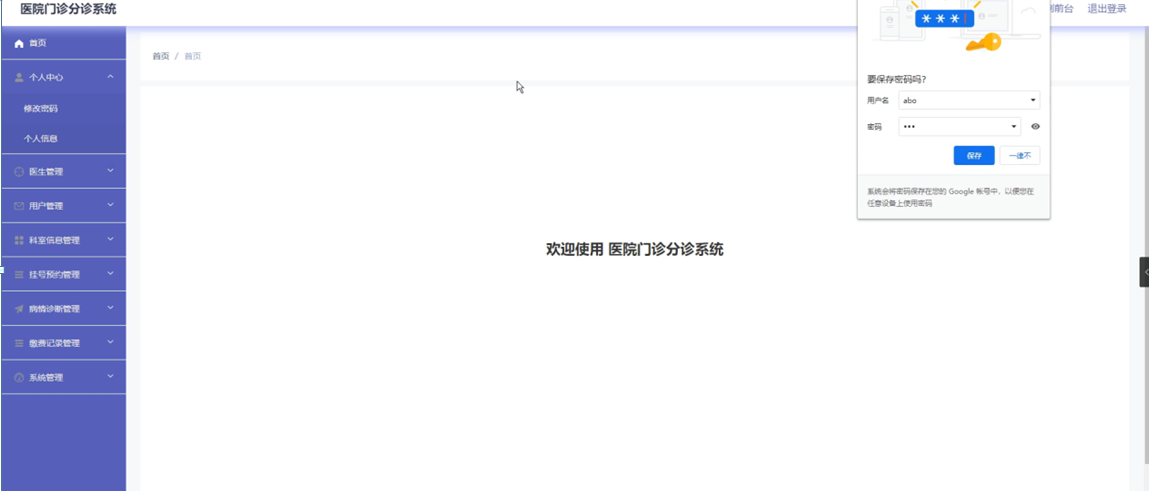 医院门诊分诊系统
到前台 退出登录
首页
个人中心
修改密码
个人信息
医生管理
用户管理
科室信息管理
挂号预约管理
病情诊断管理
缴费记录管理
系统管理
首页 / 首页
欢迎使用 医院门诊分诊系统
***
要保存密码吗?
用户名 abo
密码 •••
保存 一律不
系统会将密码保存在您的 Google 帐号中，以便您在
任意设备上使用密码